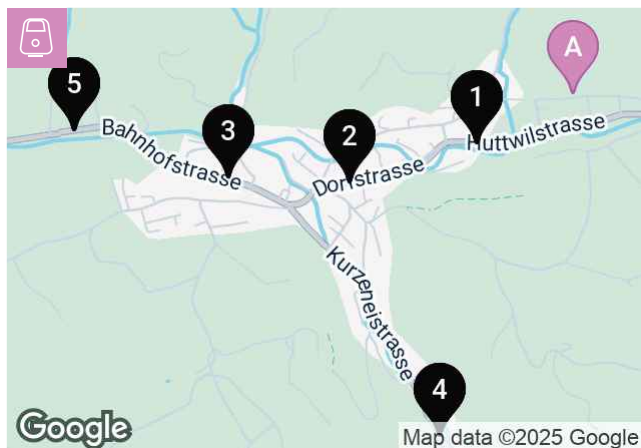 5
Bahnhofstrasse
3
2
Dorfstrasse
1
A
Huttwilstrasse
Kurzeneistrasse
4
Google
Map data ©2025 Google